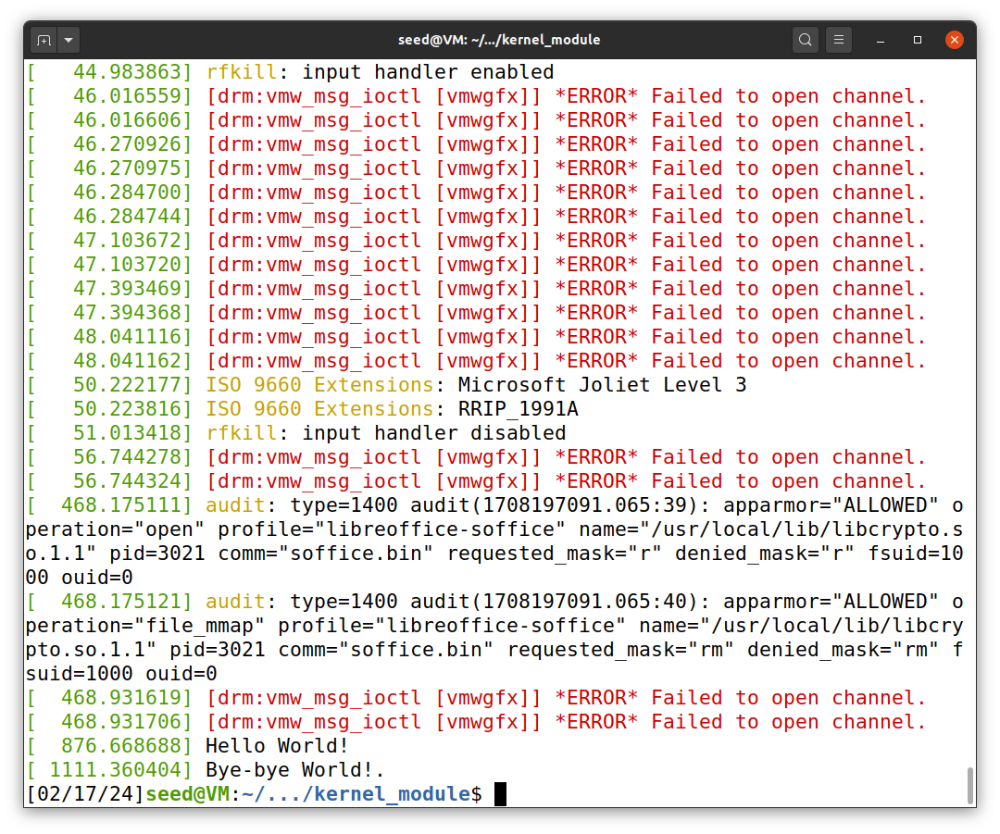 seed@VM: ~/.../kernel_module
[   44.983863] rfkill: input handler enabled
[   46.016559] [drm:vmw_msg_ioctl [vmwgfx]] *ERROR* Failed to open channel.
[   46.016606] [drm:vmw_msg_ioctl [vmwgfx]] *ERROR* Failed to open channel.
[   46.270926] [drm:vmw_msg_ioctl [vmwgfx]] *ERROR* Failed to open channel.
[   46.270975] [drm:vmw_msg_ioctl [vmwgfx]] *ERROR* Failed to open channel.
[   46.284700] [drm:vmw_msg_ioctl [vmwgfx]] *ERROR* Failed to open channel.
[   46.284744] [drm:vmw_msg_ioctl [vmwgfx]] *ERROR* Failed to open channel.
[   47.103672] [drm:vmw_msg_ioctl [vmwgfx]] *ERROR* Failed to open channel.
[   47.103720] [drm:vmw_msg_ioctl [vmwgfx]] *ERROR* Failed to open channel.
[   47.393469] [drm:vmw_msg_ioctl [vmwgfx]] *ERROR* Failed to open channel.
[   47.394368] [drm:vmw_msg_ioctl [vmwgfx]] *ERROR* Failed to open channel.
[   48.041116] [drm:vmw_msg_ioctl [vmwgfx]] *ERROR* Failed to open channel.
[   48.041162] [drm:vmw_msg_ioctl [vmwgfx]] *ERROR* Failed to open channel.
[   50.222177] ISO 9660 Extensions: Microsoft Joliet Level 3
[   50.223816] ISO 9660 Extensions: RRIP_1991A
[   51.013418] rfkill: input handler disabled
[   56.744278] [drm:vmw_msg_ioctl [vmwgfx]] *ERROR* Failed to open channel.
[   56.744324] [drm:vmw_msg_ioctl [vmwgfx]] *ERROR* Failed to open channel.
[  468.175111] audit: type=1400 audit(1708197091.065:39): apparmor="ALLOWED" o
peration="open" profile="libreoffice-soffice" name="/usr/local/lib/libcrypto.s
o.1.1" pid=3021 comm="soffice.bin" requested_mask="r" denied_mask="r" fsuid=10
00 ouid=0
[  468.175121] audit: type=1400 audit(1708197091.065:40): apparmor="ALLOWED" o
peration="file_mmap" profile="libreoffice-soffice" name="/usr/local/lib/libcry
pto.so.1.1" pid=3021 comm="soffice.bin" requested_mask="rm" denied_mask="rm" f
suid=1000 ouid=0
[  468.931619] [drm:vmw_msg_ioctl [vmwgfx]] *ERROR* Failed to open channel.
[  468.931706] [drm:vmw_msg_ioctl [vmwgfx]] *ERROR* Failed to open channel.
[  876.668688] Hello World!
[ 1111.360404] Bye-bye World!.
[02/17/24]seed@VM:~/.../kernel_module$